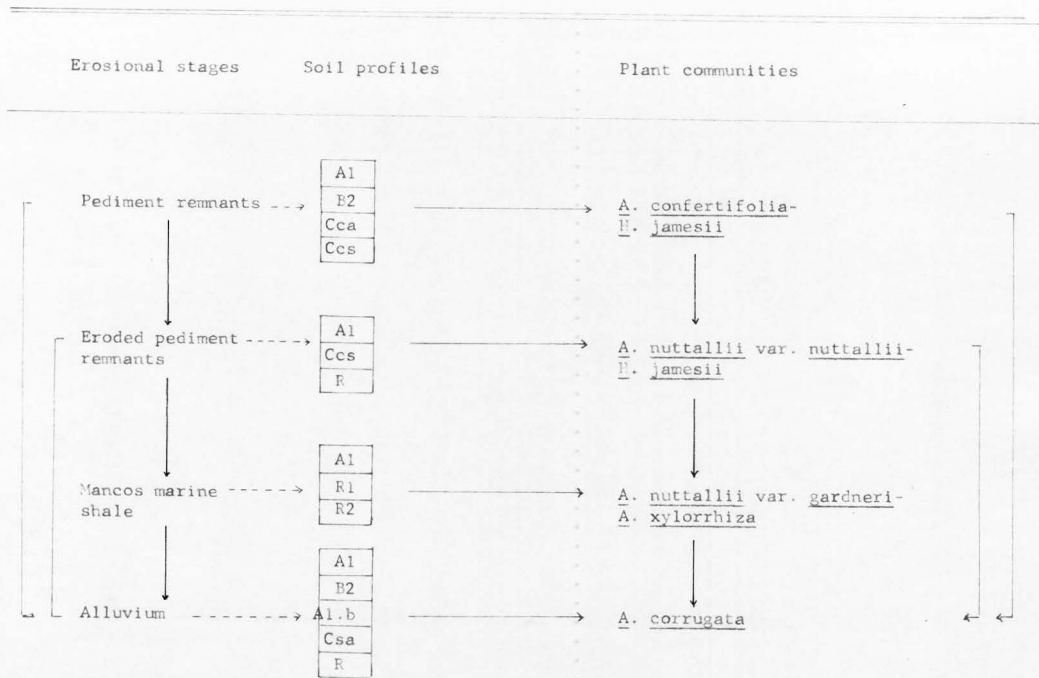 Erosional stages Soil profiles Plant communities
A1
Pediment remnants B2 A. confertifolia-
Cca H. jamesii
Ccs
A1
Eroded pediment Ccs A. nuttallii var. nuttallii-
remnants R H. jamesii
A1
Mancos marine R1 A. nuttallii var. gardneri-
shale R2 A. xylorrhiza
A1
B2
Alluvium A1.b A. corrugata
Csa
R